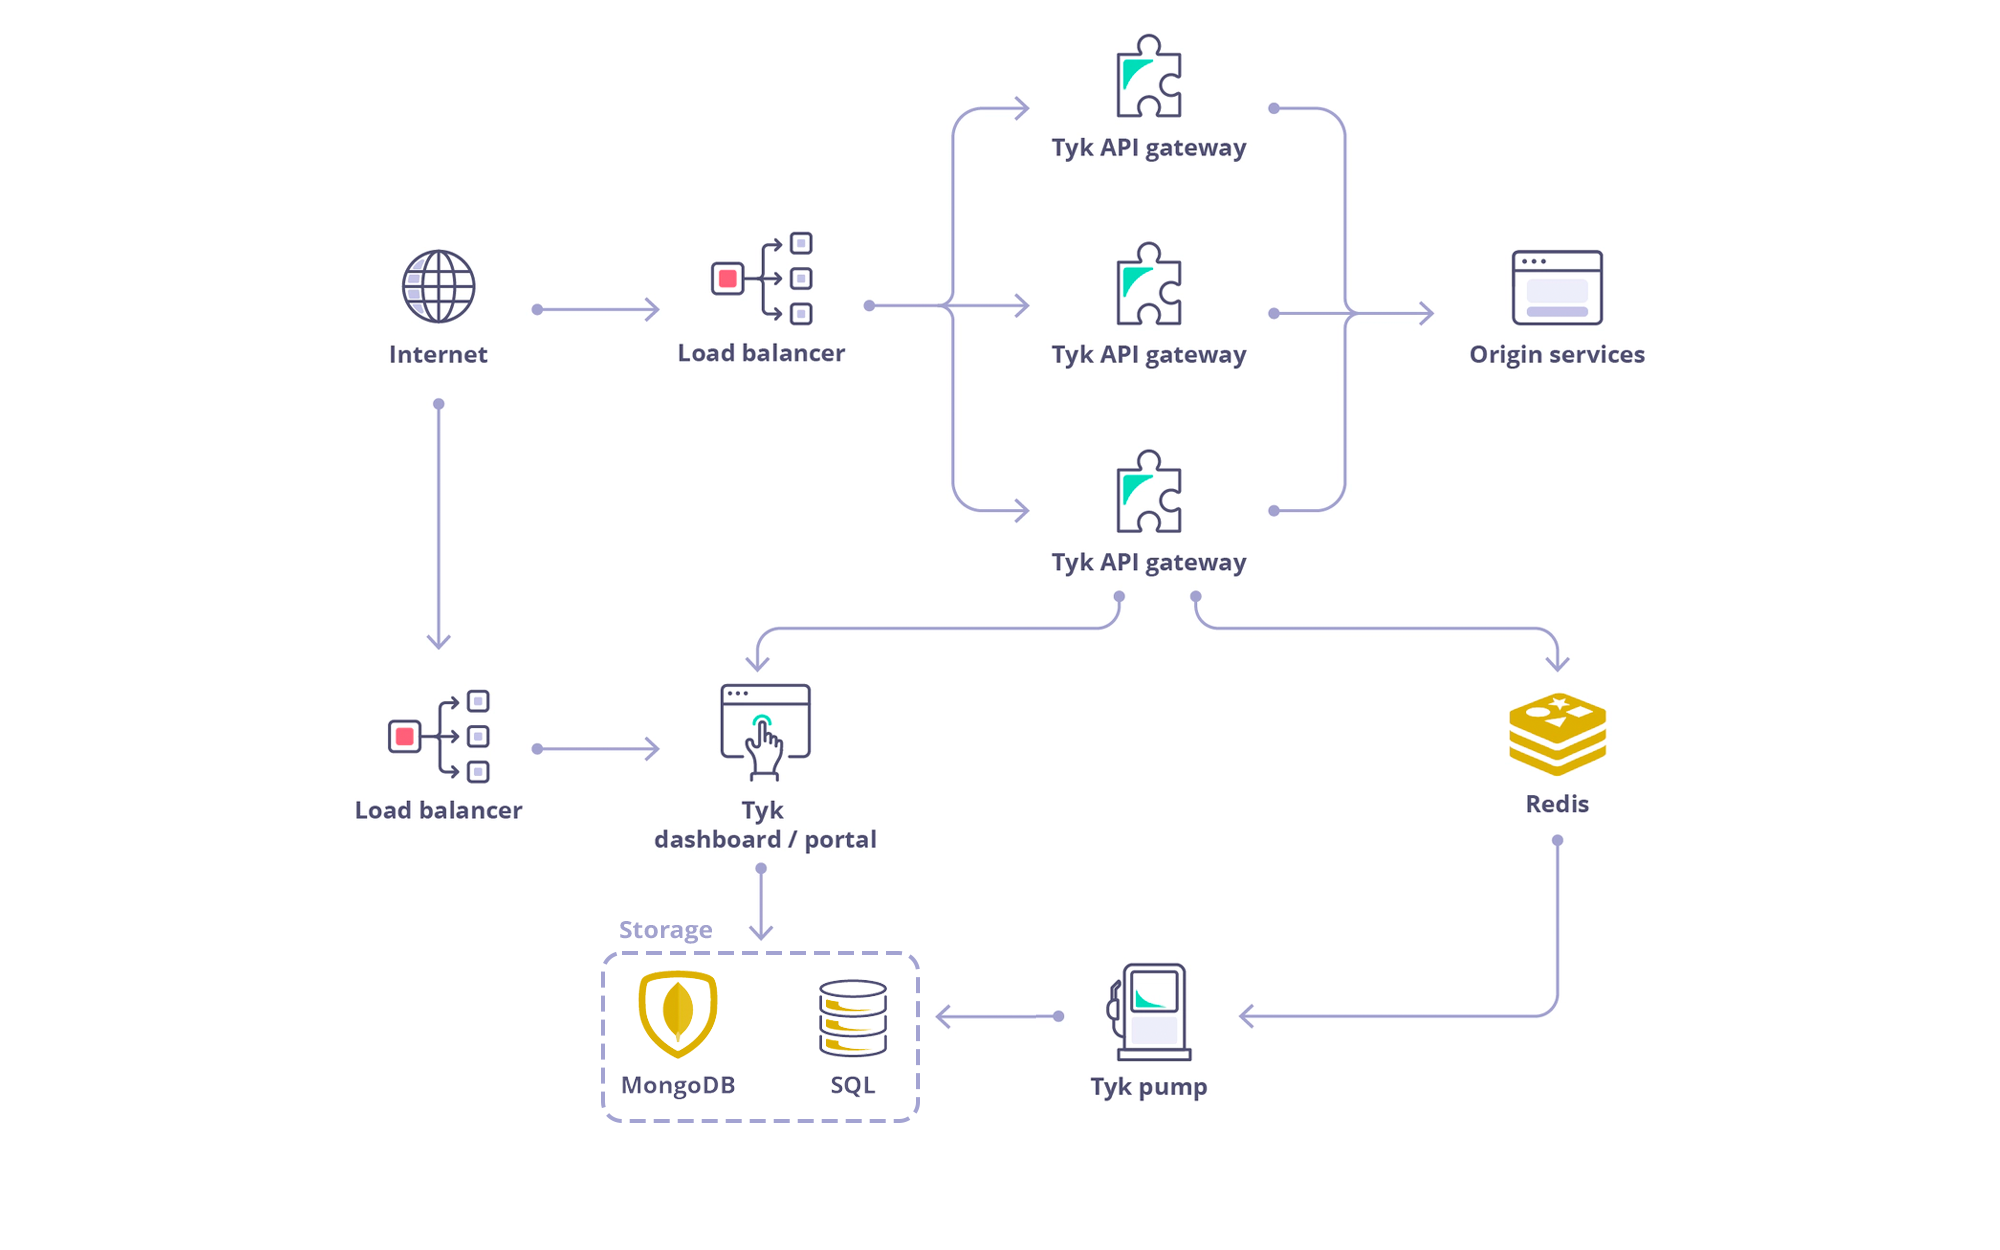 Tyk API gateway
Internet
Load balancer
Tyk API gateway
Origin services
Tyk API gateway
Load balancer
Tyk
dashboard / portal
Redis
Storage
MongoDB
SQL
Tyk pump